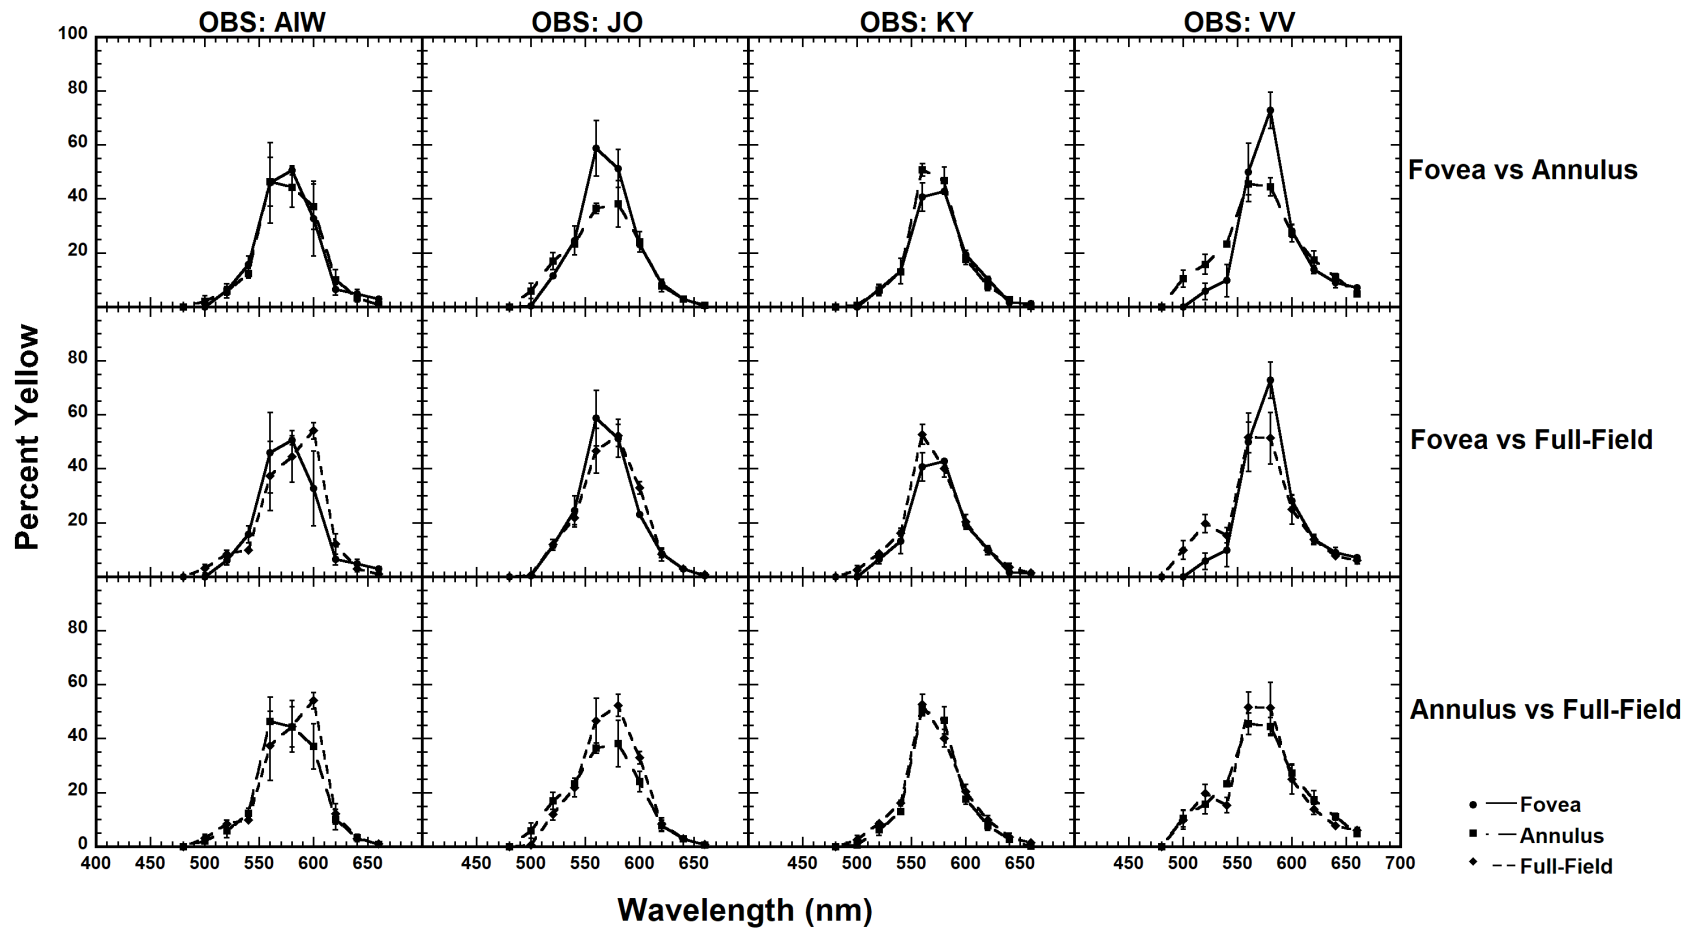 OBS: AIW OBS: JO OBS: KY OBS: VV
100
80
60
40
20
Fovea vs Annulus
80
60
40
20
Fovea vs Full-Field
80
60
40
20
0
Annulus vs Full-Field
Percent Yellow
400 450 500 550 600 650 450 500 550 600 650 450 500 550 600 650 450 500 550 600 650 700
Wavelength (nm)
Fovea
Annulus
Full-Field